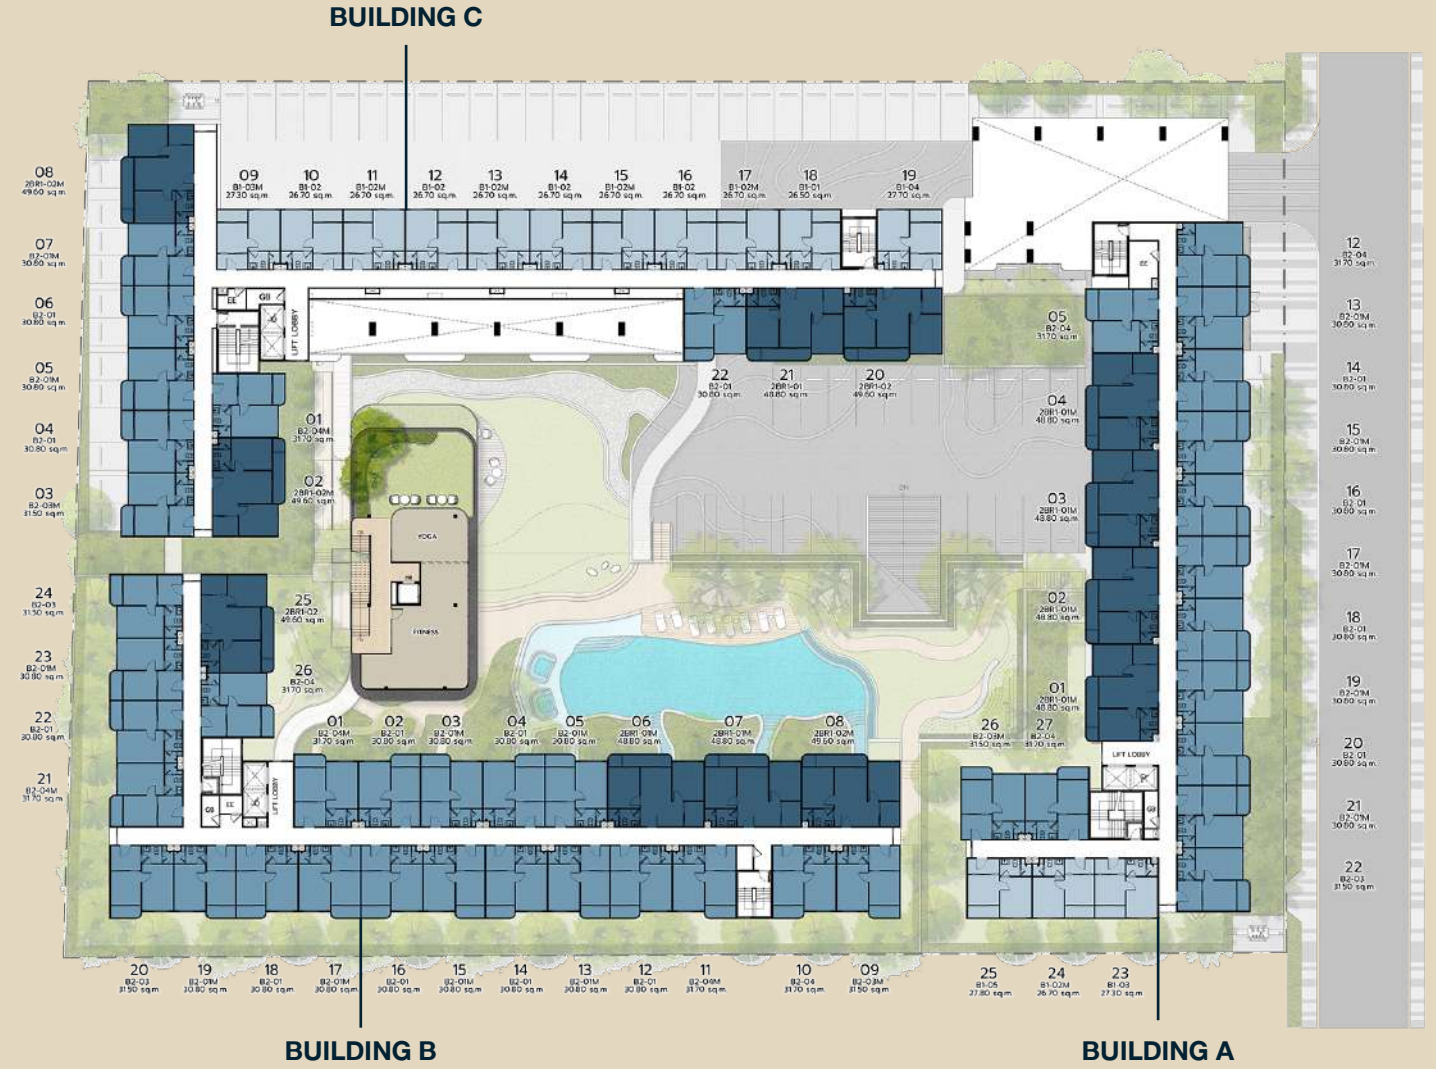 BUILDING C
08
2BR1-02M
49.60 sq.m.
07
B2-01M
30.80 sq.m.
06
B2-01
30.80 sq.m.
05
B2-01M
30.80 sq.m.
04
B2-01
30.80 sq.m.
03
B2-03M
31.50 sq.m.
09
B1-03M
27.30 sq.m.
10
B1-02
26.70 sq.m.
11
B1-02M
26.70 sq.m.
12
B1-02
26.70 sq.m.
13
B1-02M
26.70 sq.m.
14
B1-02
26.70 sq.m.
15
B1-02M
26.70 sq.m.
16
B1-02
26.70 sq.m.
17
B1-02M
26.70 sq.m.
18
B1-01
26.50 sq.m.
19
B1-04
27.70 sq.m.
EE
GB
LIFT LOBBY
22
B2-01
30.80 sq.m.
21
2BR1-01
48.80 sq.m.
20
2BR1-02
49.60 sq.m.
01
B2-04M
31.70 sq.m.
02
2BR1-02M
49.60 sq.m.
YOGA
FITNESS
DN
EE
05
B2-04
31.70 sq.m.
04
2BR1-01M
48.80 sq.m.
03
2BR1-01M
48.80 sq.m.
02
2BR1-01M
48.80 sq.m.
01
2BR1-01M
48.80 sq.m.
26
B2-03M
31.50 sq.m.
27
B2-04
31.70 sq.m.
LIFT LOBBY
GB
12
B2-04
31.70 sq.m.
13
B2-01M
30.80 sq.m.
14
B2-01
30.80 sq.m.
15
B2-01M
30.80 sq.m.
16
B2-01
30.80 sq.m.
17
B2-01M
30.80 sq.m.
18
B2-01
30.80 sq.m.
19
B2-01M
30.80 sq.m.
20
B2-01
30.80 sq.m.
21
B2-01M
30.80 sq.m.
22
B2-03
31.50 sq.m.
24
B2-03
31.50 sq.m.
23
B2-01M
30.80 sq.m.
22
B2-01
30.80 sq.m.
21
B2-04M
31.70 sq.m.
25
2BR1-02
49.60 sq.m.
26
B2-04
31.70 sq.m.
GB
EE
LIFT LOBBY
01
B2-04M
31.70 sq.m.
02
B2-01
30.80 sq.m.
03
B2-01M
30.80 sq.m.
04
B2-01
30.80 sq.m.
05
B2-01M
30.80 sq.m.
06
2BR1-01M
48.80 sq.m.
07
2BR1-01M
48.80 sq.m.
08
2BR1-02M
49.60 sq.m.
20
B2-03
31.50 sq.m.
19
B2-01M
30.80 sq.m.
18
B2-01
30.80 sq.m.
17
B2-01M
30.80 sq.m.
16
B2-01
30.80 sq.m.
15
B2-01M
30.80 sq.m.
14
B2-01
30.80 sq.m.
13
B2-01M
30.80 sq.m.
12
B2-01
30.80 sq.m.
11
B2-04M
31.70 sq.m.
10
B2-04
31.70 sq.m.
09
B2-03M
31.50 sq.m.
25
B1-05
27.80 sq.m.
24
B1-02M
26.70 sq.m.
23
B1-03
27.30 sq.m.
BUILDING B
BUILDING A